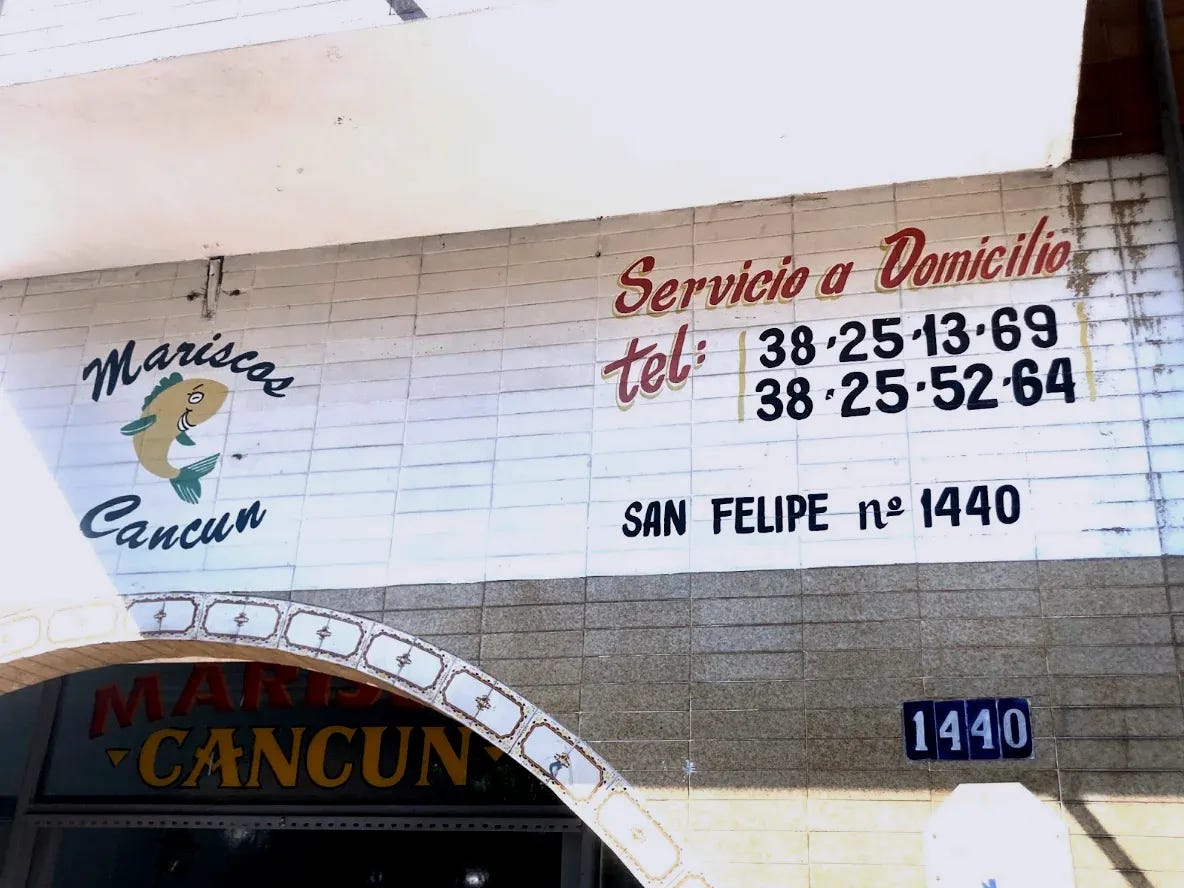 Servicio a Domicilio
tel: 38·25·13·69
38·25·52·64
Mariscos
Cancun
SAN FELIPE nº 1440
1440
CANCUN